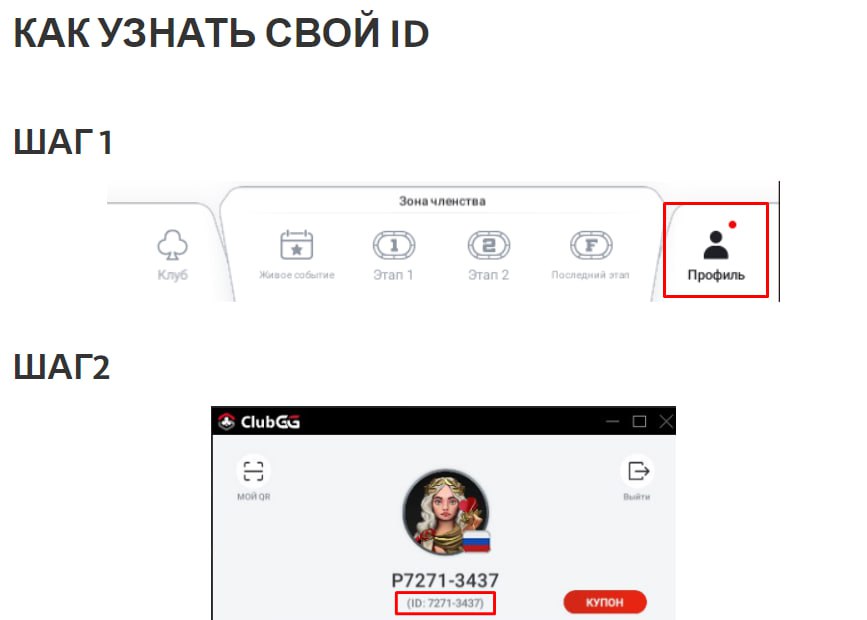 КАК УЗНАТЬ СВОЙ ID
ШАГ 1
Зона членства
Клуб
Живое событие
1
Этап 1
2
Этап 2
F
Последний этап
Профиль
ШАГ2
ClubGG
МОЙ QR
Выйти
P7271-3437
(ID: 7271-3437)
КУПОН